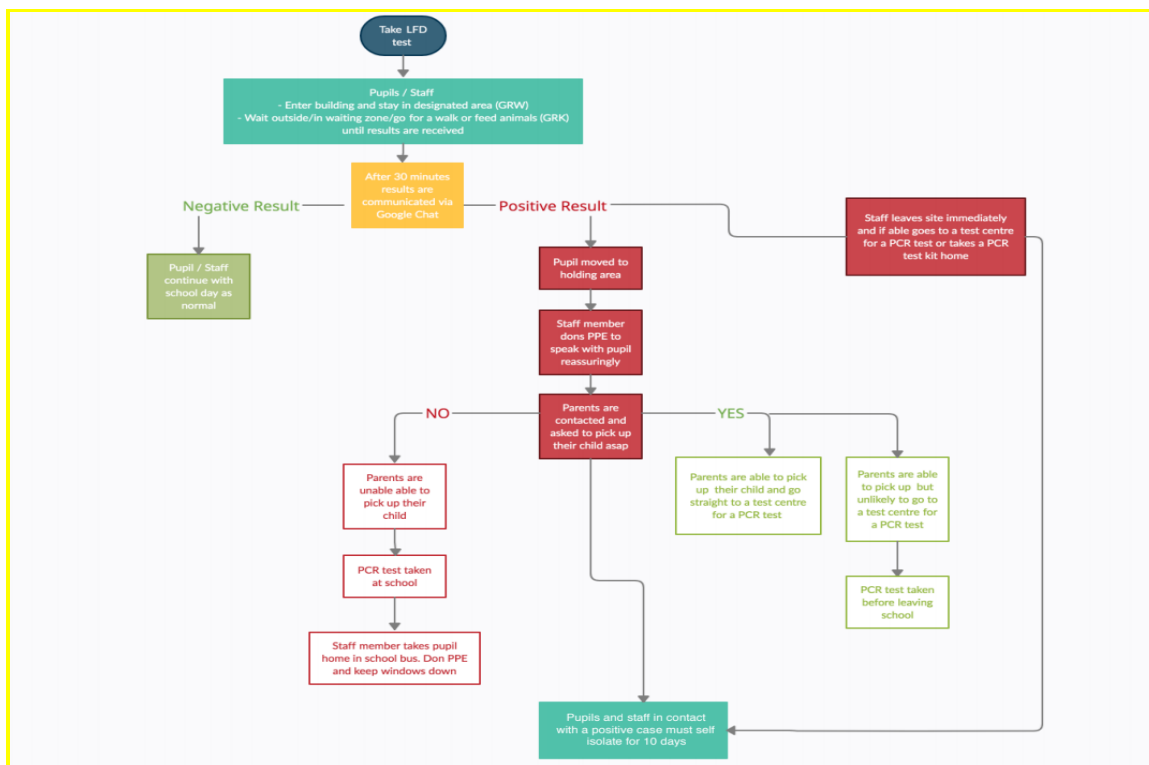 Take LFD
test
Pupils / Staff
- Enter building and stay in designated area (GRW)
- Wait outside/in waiting zone/go for a walk or feed animals (GRK)
until results are received
After 30 minutes
results are
communicated via
Google Chat
Negative Result
Positive Result
Staff leaves site immediately
and if able goes to a test centre
for a PCR test or takes a PCR
test kit home
Pupil / Staff
continue with
school day as
normal
Pupil moved to
holding area
Staff member
dons PPE to
speak with pupil
reassuringly
NO
Parents are
contacted and
asked to pick up
their child asap
YES
Parents are
unable able to
pick up their
child
Parents are able to pick
up their child and go
straight to a test centre
for a PCR test
Parents are able
to pick up but
unlikely to go to
a test centre for
a PCR test
PCR test taken
at school
PCR test taken
before leaving
school
Staff member takes pupil
home in school bus. Don PPE
and keep windows down
Pupils and staff in contact
with a positive case must self
isolate for 10 days